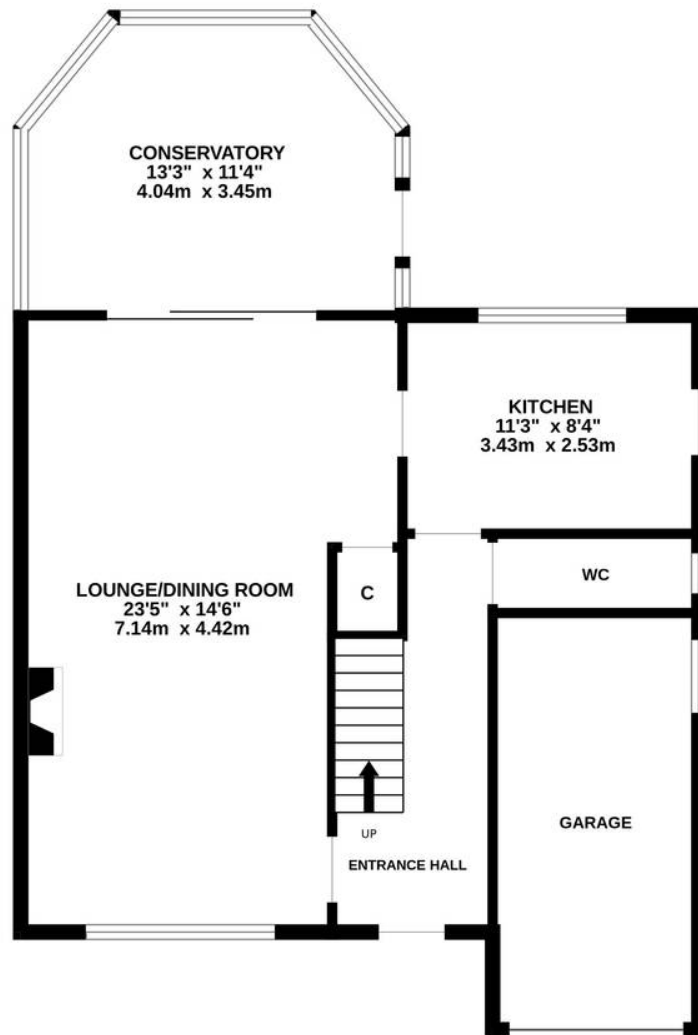 CONSERVATORY
13'3" x 11'4"
4.04m x 3.45m
KITCHEN
11'3" x 8'4"
3.43m x 2.53m
LOUNGE/DINING ROOM
23'5" x 14'6"
7.14m x 4.42m
C
WC
UP
ENTRANCE HALL
GARAGE